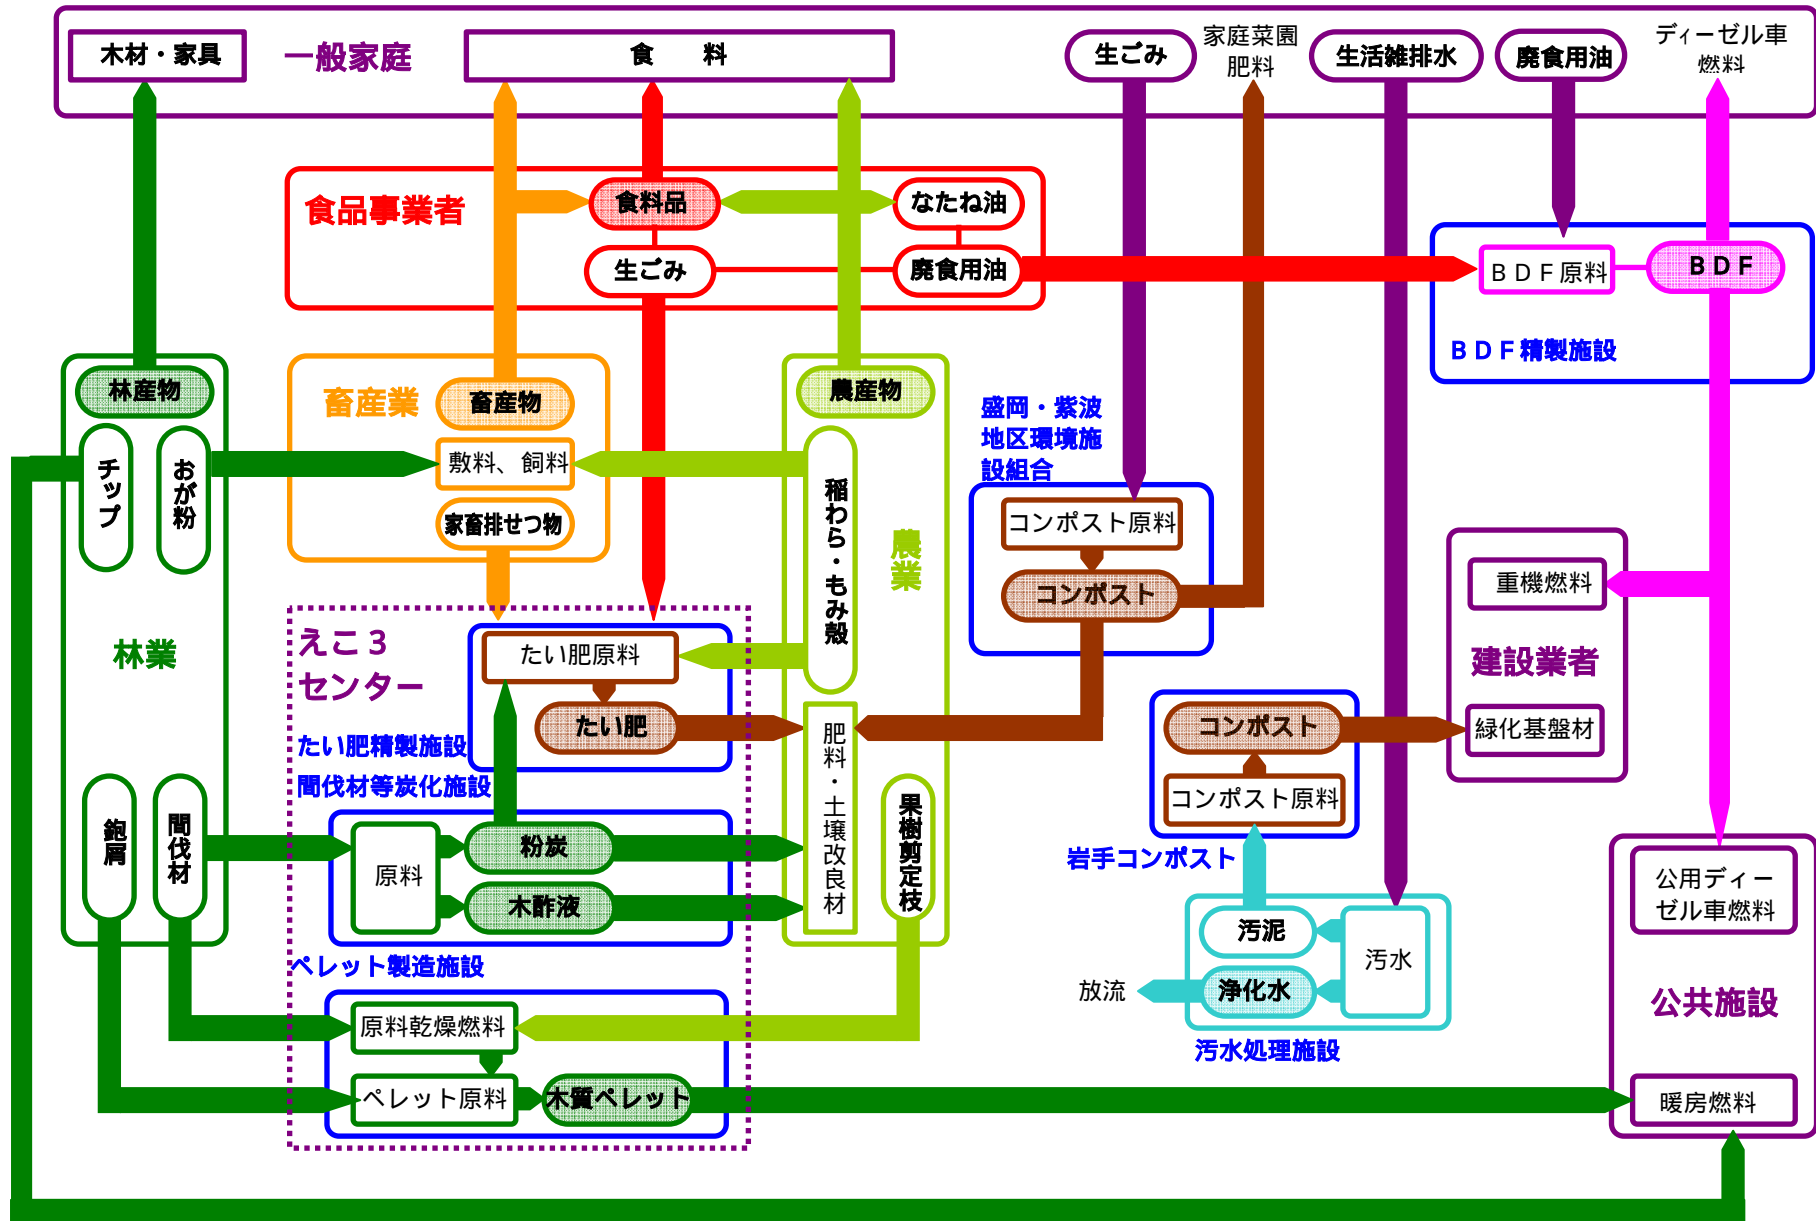 木材・家具
一般家庭
食　料
生ごみ
家庭菜園
肥料
生活雑排水
廃食用油
ディーゼル車
燃料
食品事業者
食料品
なたね油
生ごみ
廃食用油
ＢＤＦ原料
ＢＤＦ
ＢＤＦ精製施設
林産物
チップ
おが粉
林業
鉋屑
間伐材
畜産業
畜産物
敷料、飼料
家畜排せつ物
農産物
稲わら・もみ殻
農業
肥料・土壌改良材
果樹剪定枝
盛岡・紫波
地区環境施
設組合
コンポスト原料
コンポスト
えこ３
センター
たい肥原料
たい肥
たい肥精製施設
間伐材等炭化施設
原料
粉炭
木酢液
ペレット製造施設
原料乾燥燃料
ペレット原料
木質ペレット
コンポスト
コンポスト原料
岩手コンポスト
汚泥
汚水
浄化水
放流
汚水処理施設
重機燃料
建設業者
緑化基盤材
公用ディー
ゼル車燃料
公共施設
暖房燃料